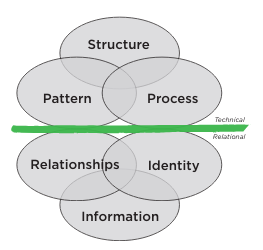 Structure
Pattern Process
Technical
Relational
Relationships Identity
Information